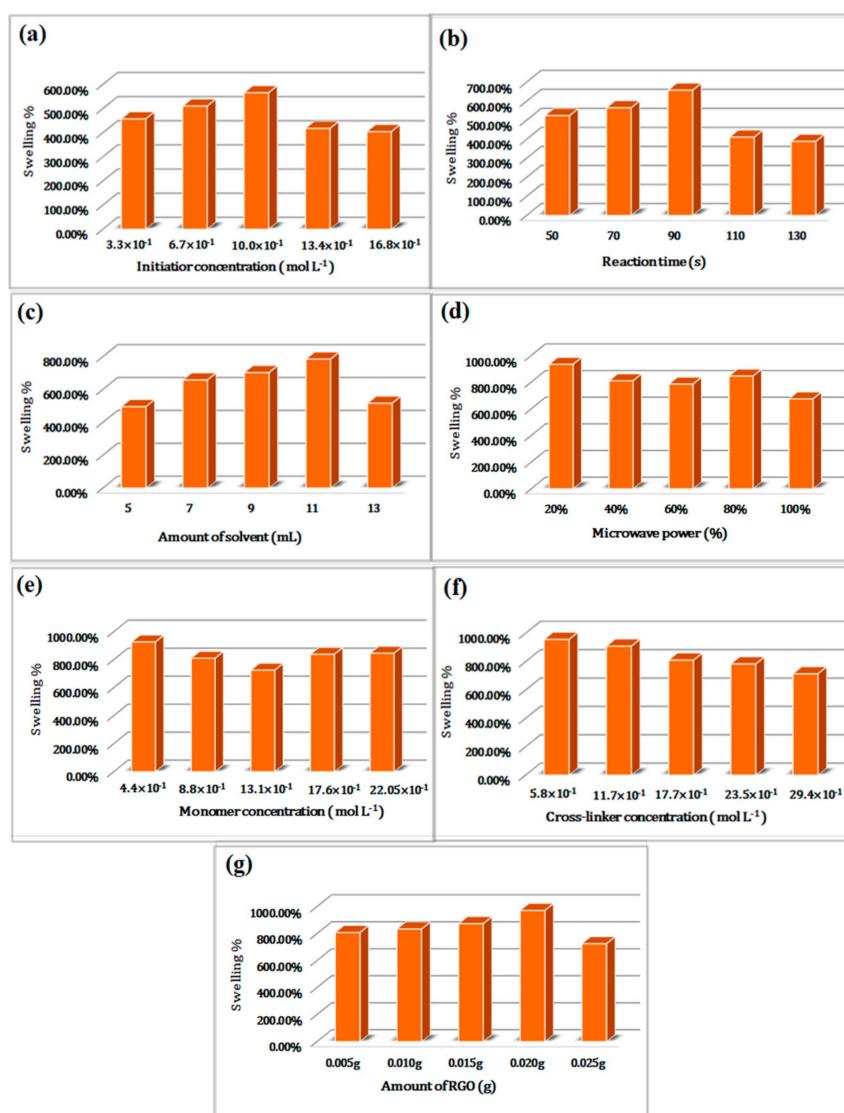 (a)
Swelling %
600.00%
500.00%
400.00%
300.00%
200.00%
100.00%
0.00%
3.3×10⁻¹ 6.7×10⁻¹ 10.0×10⁻¹ 13.4×10⁻¹ 16.8×10⁻¹
Initiatior concentration ( mol L⁻¹)
(b)
Swelling %
700.00%
600.00%
500.00%
400.00%
300.00%
200.00%
100.00%
0.00%
50 70 90 110 130
Reaction time (s)
(c)
Swelling %
800.00%
600.00%
400.00%
200.00%
0.00%
5 7 9 11 13
Amount of solvent (mL)
(d)
Swelling %
1000.00%
800.00%
600.00%
400.00%
200.00%
0.00%
20% 40% 60% 80% 100%
Microwave power (%)
(e)
Swelling %
1000.00%
800.00%
600.00%
400.00%
200.00%
0.00%
4.4×10⁻¹ 8.8×10⁻¹ 13.1×10⁻¹ 17.6×10⁻¹ 22.05×10⁻¹
Monomer concentration ( mol L⁻¹)
(f)
Swelling %
1000.00%
800.00%
600.00%
400.00%
200.00%
0.00%
5.8×10⁻¹ 11.7×10⁻¹ 17.7×10⁻¹ 23.5×10⁻¹ 29.4×10⁻¹
Cross-linker concentration ( mol L⁻¹)
(g)
Swelling %
1000.00%
800.00%
600.00%
400.00%
200.00%
0.00%
0.005g 0.010g 0.015g 0.020g 0.025g
Amount of RGO (g)